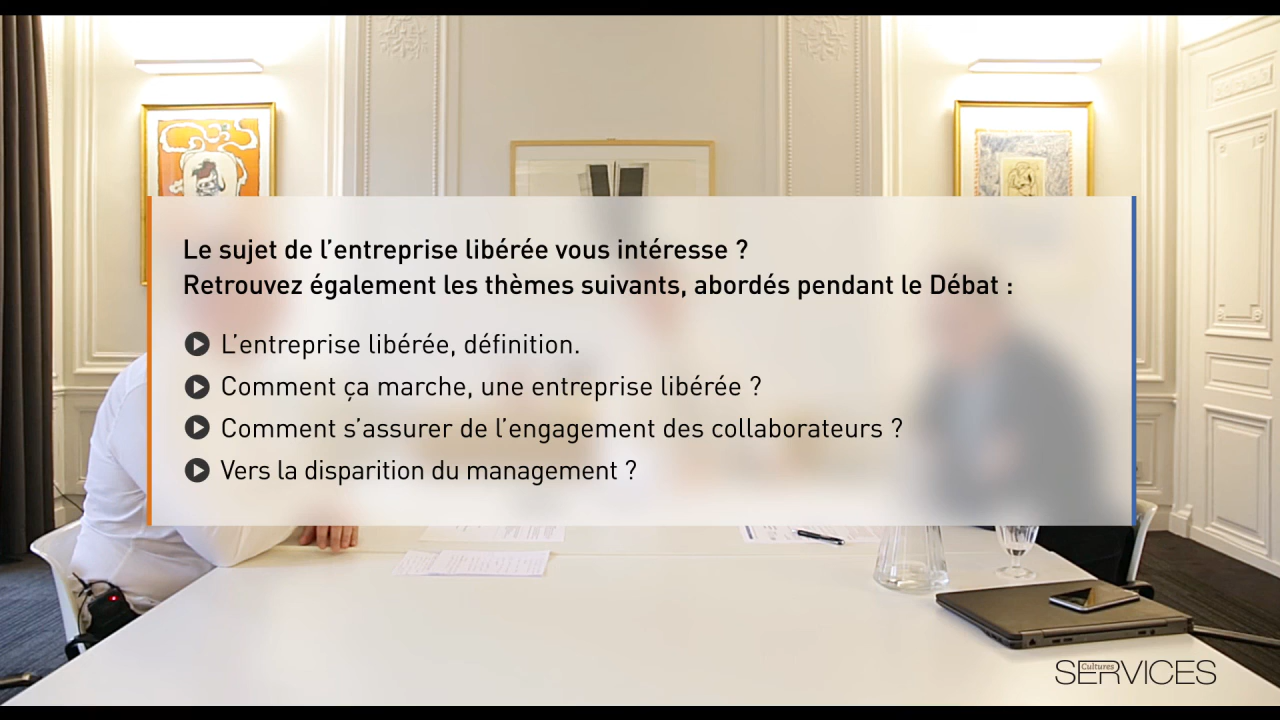 Le sujet de l’entreprise libérée vous intéresse ?
Retrouvez également les thèmes suivants, abordés pendant le Débat :
L’entreprise libérée, définition.
Comment ça marche, une entreprise libérée ?
Comment s’assurer de l’engagement des collaborateurs ?
Vers la disparition du management ?
Cultures
SERVICES